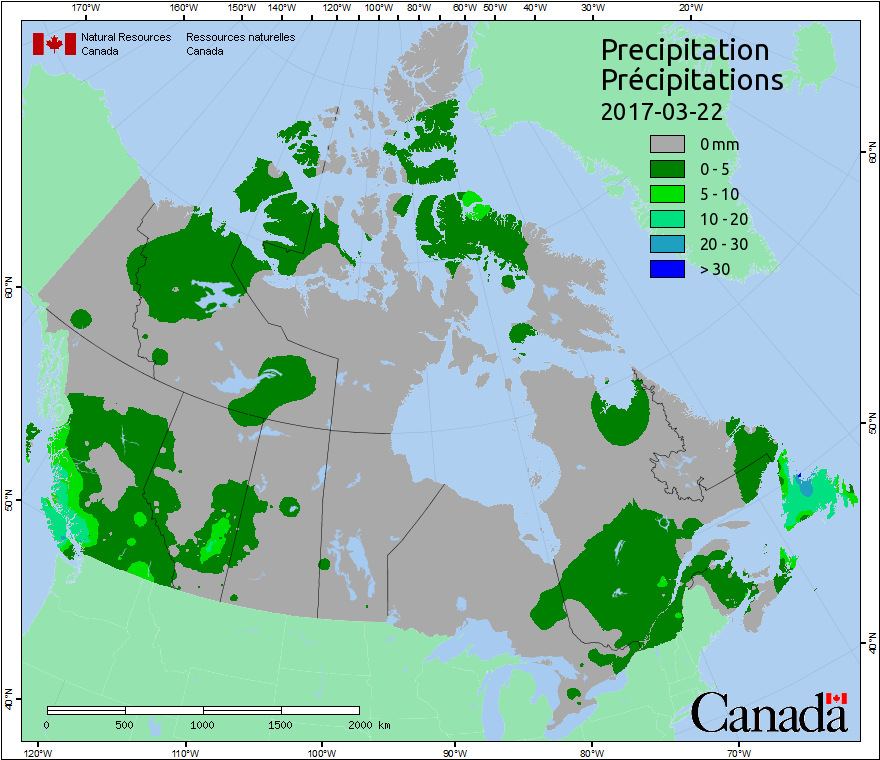 170°W 160°W 150°W 140°W 130°W 120°W 110°W 100°W 90°W 80°W 60°W 50°W 40°W 30°W 20°W
Natural Resources Ressources naturelles
Canada Canada
Precipitation
Précipitations
2017-03-22
0 mm
0 - 5
5 - 10
10 - 20
20 - 30
> 30
60°N
60°N
50°N
50°N
40°N
40°N
0 500 1000 1500 2000 km
Canada
120°W 110°W 100°W 90°W 80°W 70°W